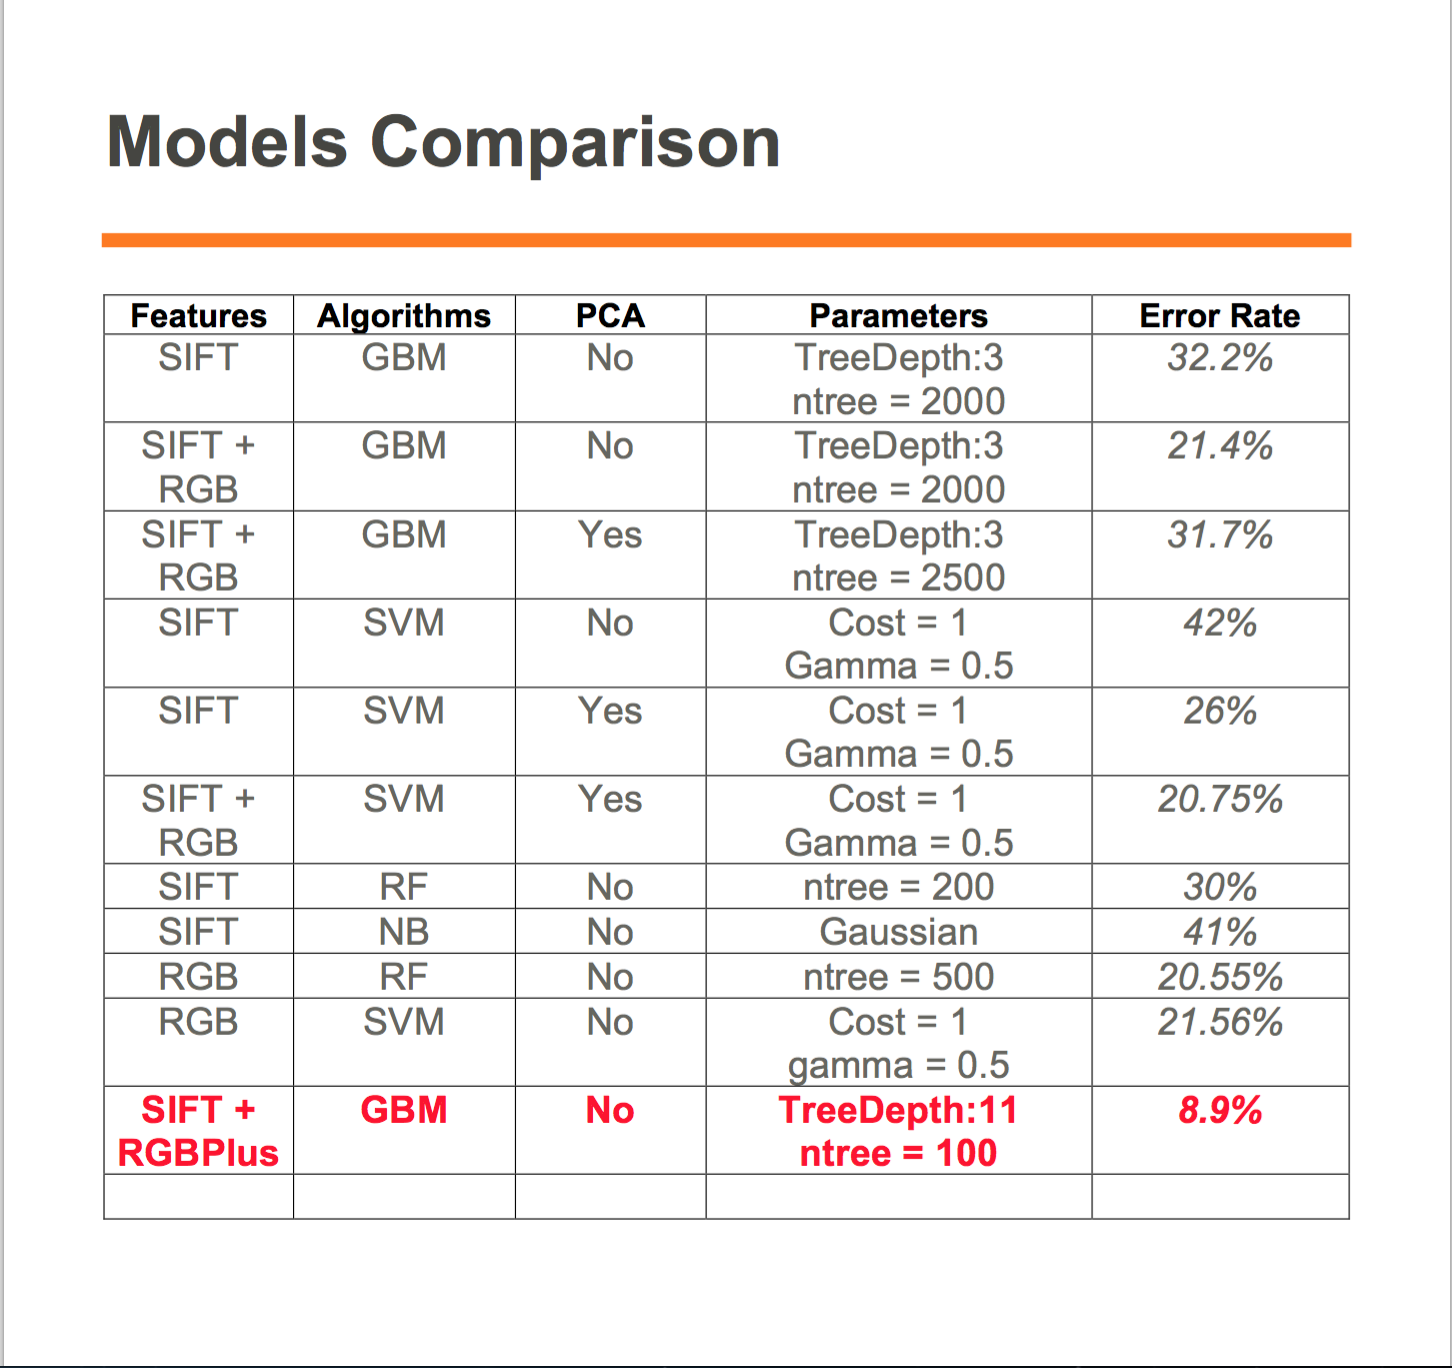 Models Comparison
Features Algorithms PCA Parameters Error Rate
SIFT GBM No TreeDepth:3 32.2%
ntree = 2000
SIFT + GBM No TreeDepth:3 21.4%
RGB ntree = 2000
SIFT + GBM Yes TreeDepth:3 31.7%
RGB ntree = 2500
SIFT SVM No Cost = 1 42%
Gamma = 0.5
SIFT SVM Yes Cost = 1 26%
Gamma = 0.5
SIFT + SVM Yes Cost = 1 20.75%
RGB Gamma = 0.5
SIFT RF No ntree = 200 30%
SIFT NB No Gaussian 41%
RGB RF No ntree = 500 20.55%
RGB SVM No Cost = 1 21.56%
gamma = 0.5
SIFT + GBM No TreeDepth:11 8.9%
RGBPlus ntree = 100